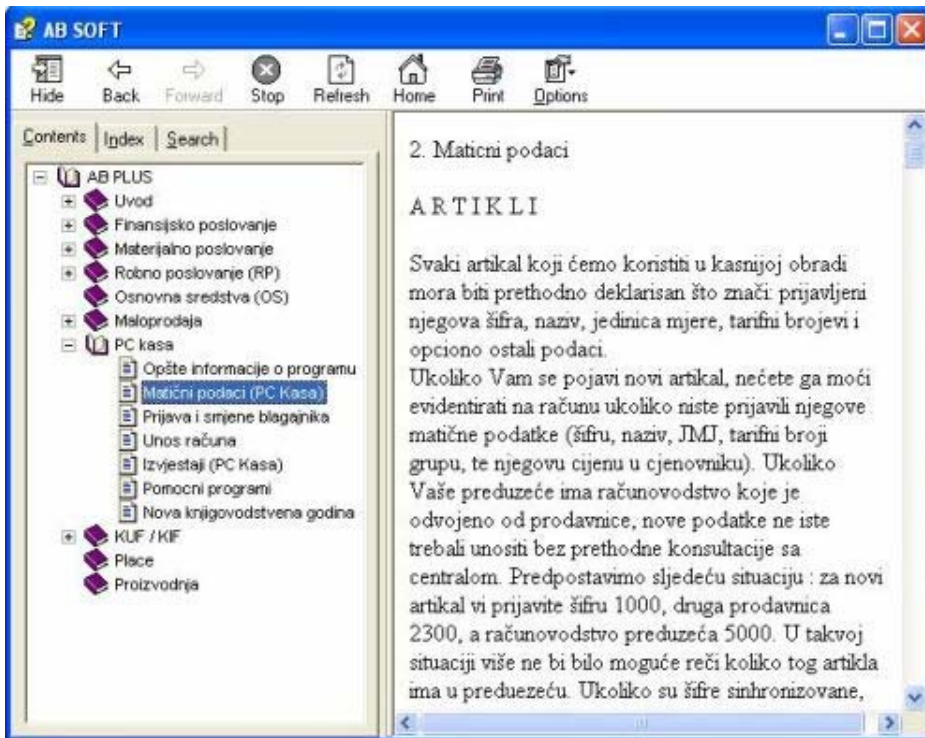 AB SOFT
Hide Back Forward Stop Refresh Home Print Options
Contents Index Search
AB PLUS
Uvod
Finansijsko poslovanje
Materijalno poslovanje
Robno poslovanje (RP)
Osnovna sredstva (OS)
Maloprodaja
PC kasa
Opšte informacije o programu
Matični podaci (PC Kasa)
Prijava i smjene blagajnika
Unos računa
Izvjestaji (PC Kasa)
Pomocni programi
Nova knjigovodstvena godina
KUF / KIF
Place
Proizvodnja
2. Maticni podaci
A R T I K L I
Svaki artikal koji ćemo koristiti u kasnijoj obradi
mora biti prethodno deklarisan što znači: prijavljeni
njegova šifra, naziv, jedinica mjere, tarifni brojevi i
opciono ostali podaci.
Ukoliko Vam se pojavi novi artikal, nećete ga moći
evidentirati na računu ukoliko niste prijavili njegove
matične podatke (šifru, naziv, JMJ, tarifni broji
grupu, te njegovu cijenu u cjenovniku). Ukoliko
Vaše preduzeće ima računovodstvo koje je
odvojeno od prodavnice, nove podatke ne iste
trebali unositi bez prethodne konsultacije sa
centralom. Predpostavimo sljedeću situaciju : za novi
artikal vi prijavite šifru 1000, druga prodavnica
2300, a računovodstvo preduzeća 5000. U takvoj
situaciji više ne bi bilo moguće reči koliko tog artikla
ima u preduezeću. Ukoliko su šifre sinhronizovane,